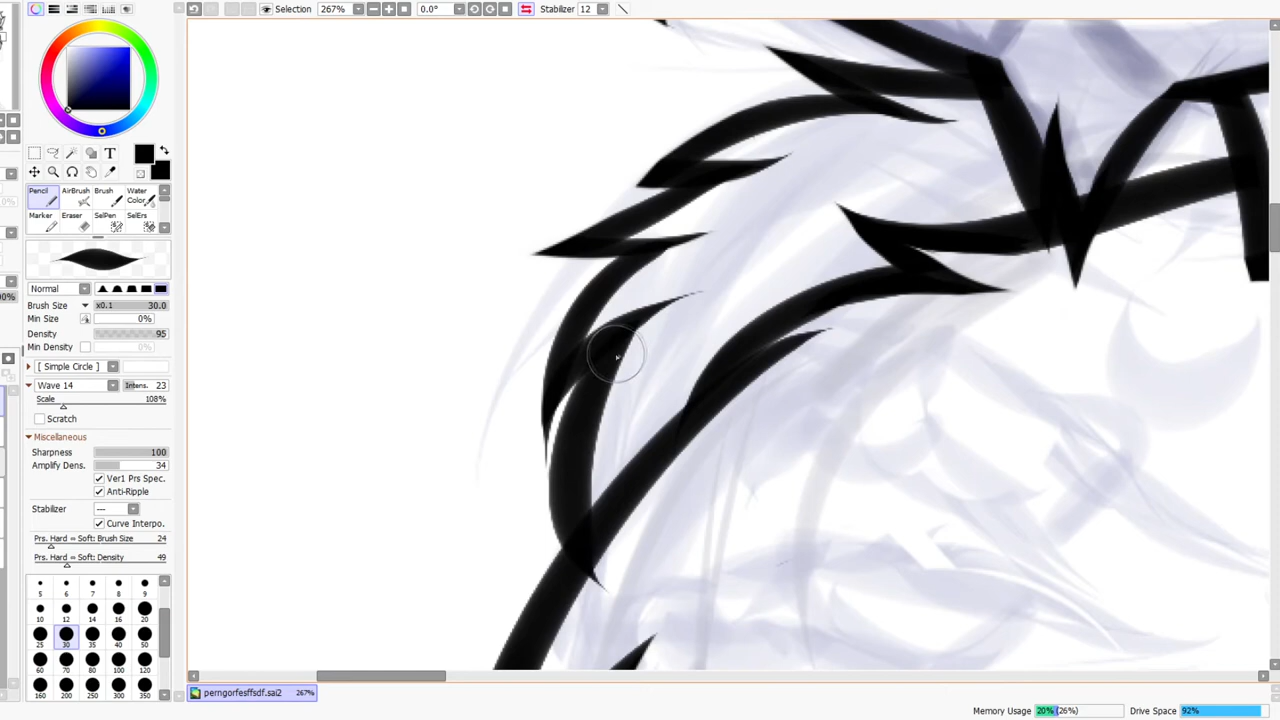 Selection 267% 0.0° Stabilizer 12
T
Pencil AirBrush Brush Water Color
Marker Eraser SelPen SelErs
Normal
Brush Size x0.1 30.0
Min Size 0%
Density 95
Min Density 0%
[ Simple Circle ]
Wave 14 Intens. 23
Scale 108%
Scratch
Miscellaneous
Sharpness 100
Amplify Dens. 34
Ver1 Prs Spec.
Anti-Ripple
Stabilizer ---
Curve Interpo.
Prs. Hard ⇔ Soft: Brush Size 24
Prs. Hard ⇔ Soft: Density 49
5 6 7 8 9
10 12 14 16 20
25 30 35 40 50
60 70 80 100 120
160 200 250 300 350
perngorfesffsdf.sai2 267%
Memory Usage 20% (26%) Drive Space 92%